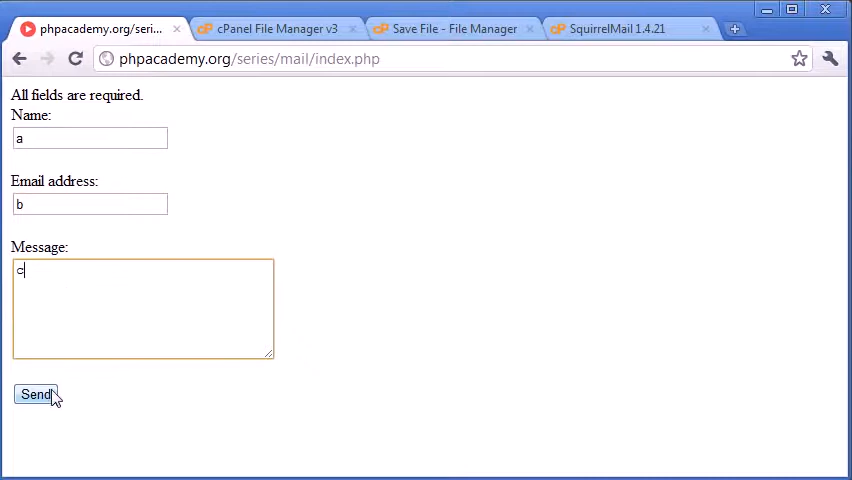 phpacademy.org/seri...
cPanel File Manager v3
Save File - File Manager
SquirrelMail 1.4.21
phpacademy.org/series/mail/index.php
All fields are required.
Name:
a
Email address:
b
Message:
c
Send